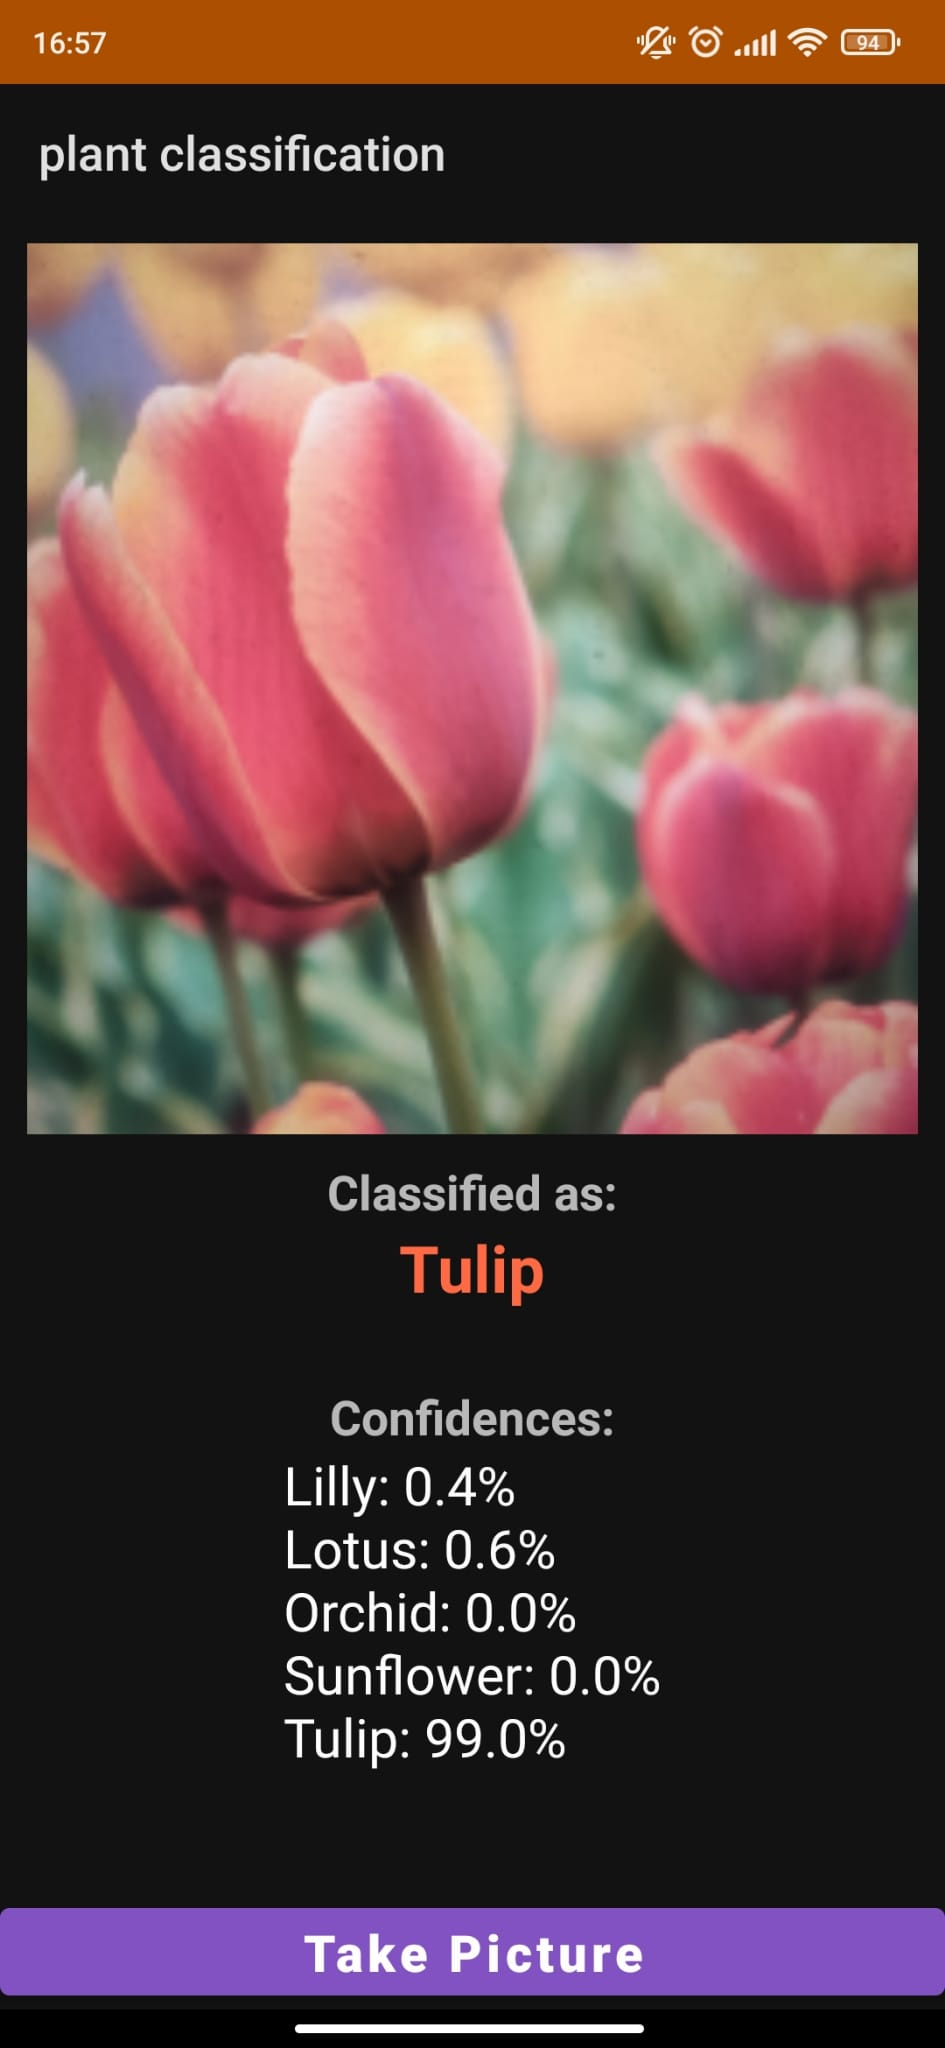 16:57
94
plant classification
Classified as:
Tulip
Confidences:
Lilly: 0.4%
Lotus: 0.6%
Orchid: 0.0%
Sunflower: 0.0%
Tulip: 99.0%
Take Picture